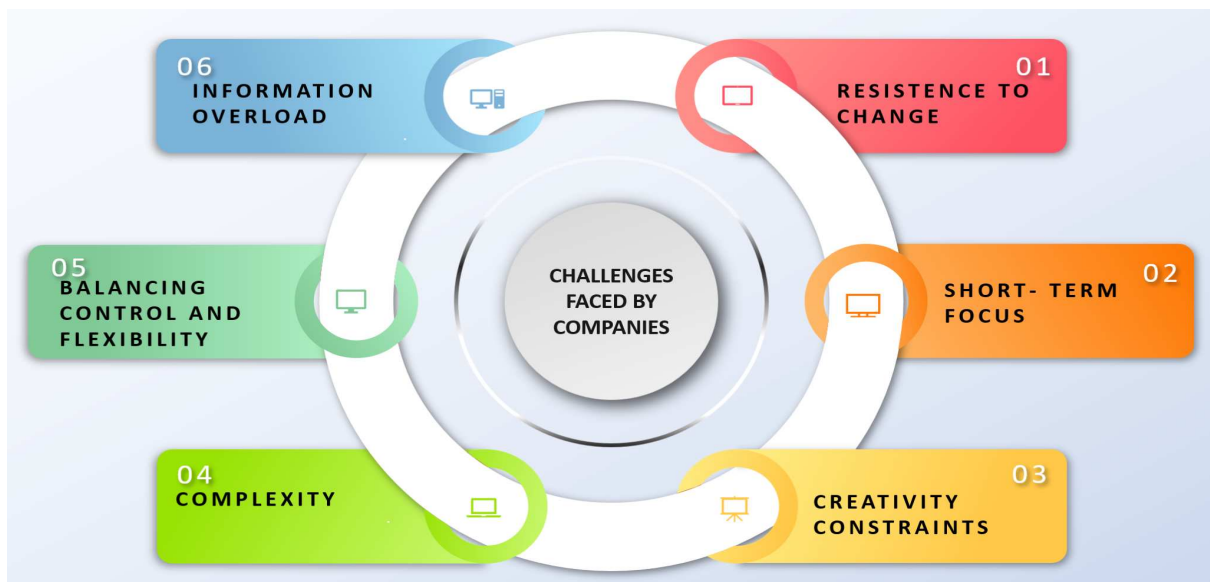 CHALLENGES
FACED BY
COMPANIES
01
RESISTENCE TO
CHANGE
02
SHORT- TERM
FOCUS
03
CREATIVITY
CONSTRAINTS
04
COMPLEXITY
05
BALANCING
CONTROL AND
FLEXIBILITY
06
INFORMATION
OVERLOAD